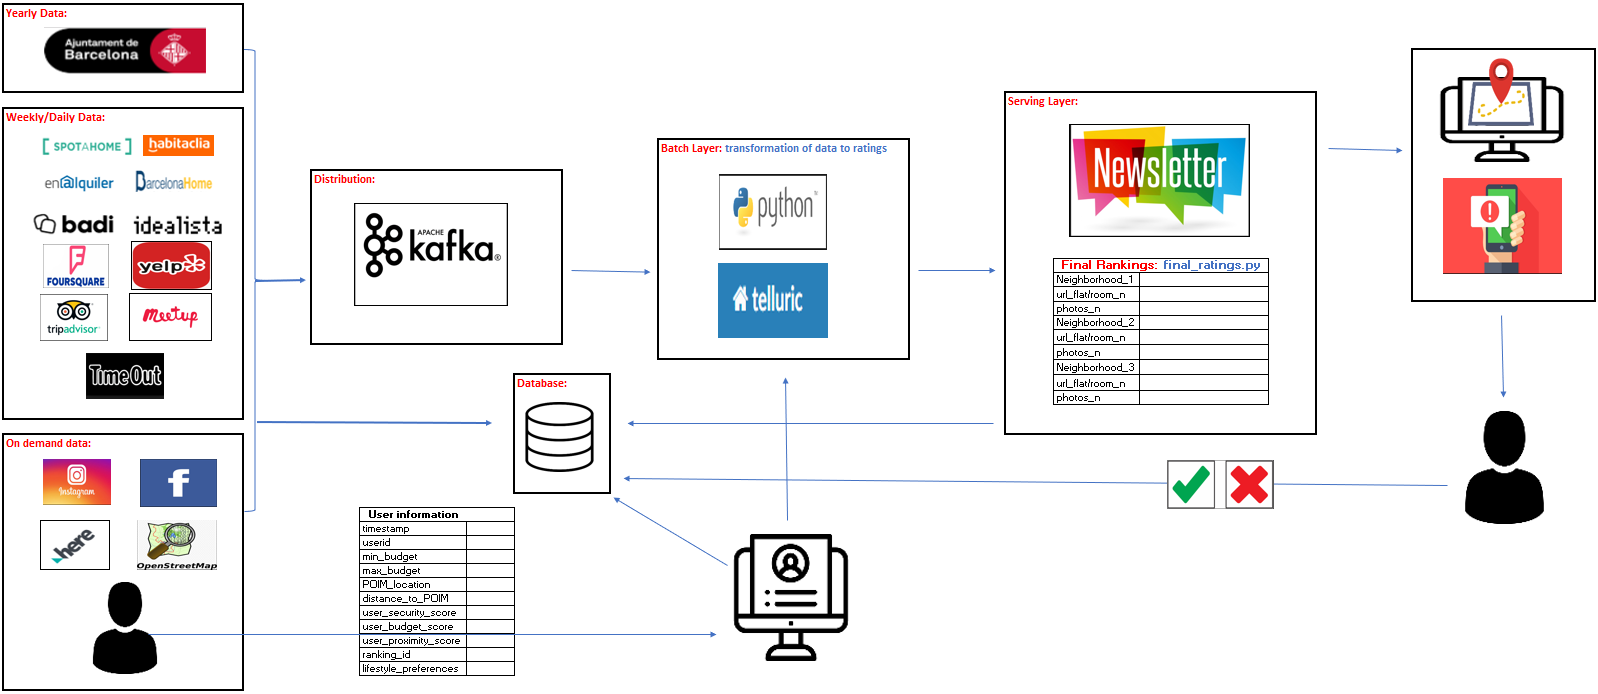 Yearly Data:
Ajuntament de
Barcelona
Weekly/Daily Data:
[ SPOTAHOME ]
habitaclia
en@lquiler
BarcelonaHome
badi
idealista
FOURSQUARE
yelp
tripadvisor
meetup
TimeOut
On demand data:
Instagram
f
here
OpenStreetMap
Distribution:
APACHE
kafka®
Database:
User information
timestamp
userid
min_budget
max_budget
POIM_location
distance_to_POIM
user_security_score
user_budget_score
user_proximity_score
ranking_id
lifestyle_preferences
Batch Layer: transformation of data to ratings
python™
telluric
Serving Layer:
Newsletter
Final Rankings: final_ratings.py
Neighborhood_1
url_flat/room_n
photos_n
Neighborhood_2
url_flat/room_n
photos_n
Neighborhood_3
url_flat/room_n
photos_n
!